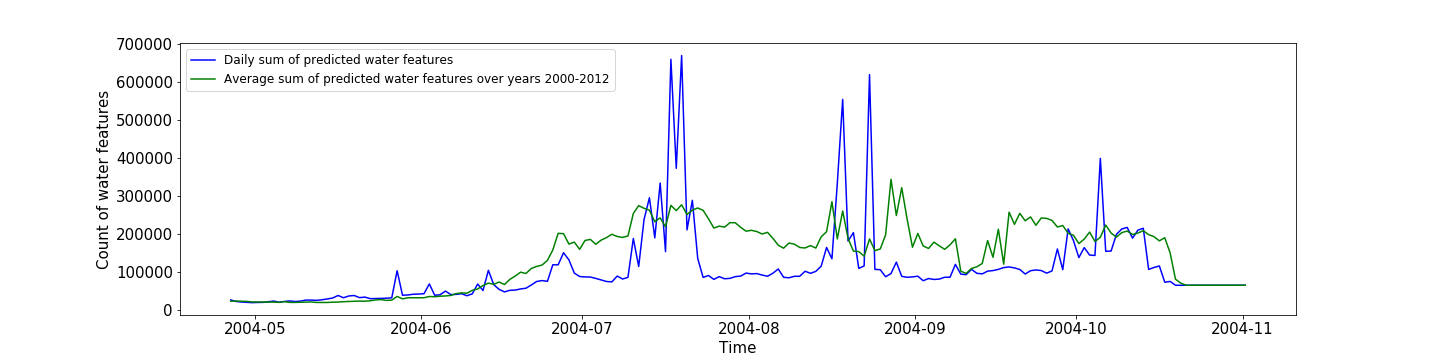 700000
600000
500000
400000
300000
200000
100000
0
Count of water features
Daily sum of predicted water features
Average sum of predicted water features over years 2000-2012
2004-05 2004-06 2004-07 2004-08 2004-09 2004-10 2004-11
Time